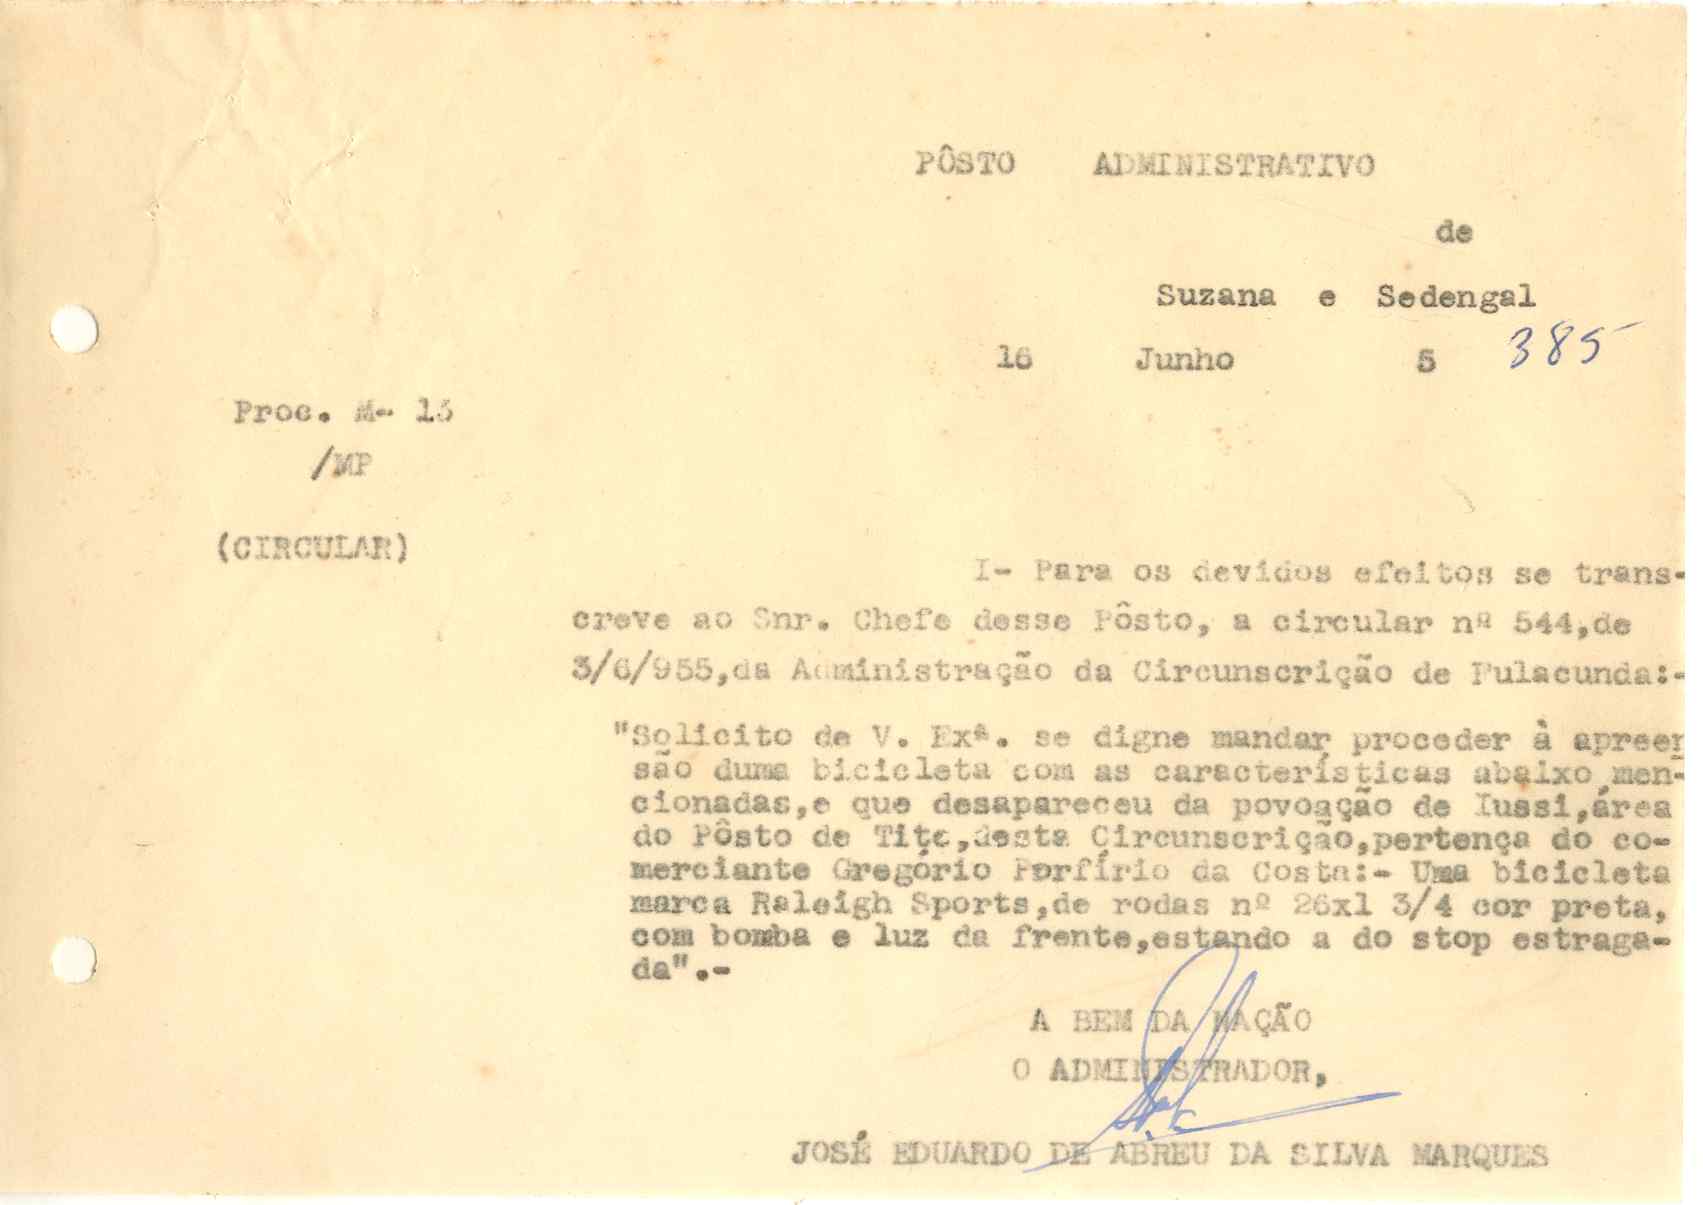 PÔSTO ADMINISTRATIVO
de
Suzana e Sedengal
16 Junho 5 385
Proc. M- 13
/MP
(CIRCULAR)
I- Para os devidos efeitos se trans-
creve ao Snr. Chefe desse Pôsto, a circular nº 544,de
3/6/955,da Administração da Circunscrição de Fulacunda:-
"Solicito de V. Exª. se digne mandar proceder à apreen
são duma bicicleta com as características abaixo men-
cionadas,e que desapareceu da povoação de Iussi,área
do Pôsto de Tite,desta Circunscrição,pertença do co-
merciante Gregório Porfírio da Costa:- Uma bicicleta
marca Raleigh Sports,de rodas nº 26x1 3/4 cor preta,
com bomba e luz da frente,estando a do stop estraga-
da".-
A BEM DA NAÇÃO
O ADMINISTRADOR,
JOSÉ EDUARDO DE ABREU DA SILVA MARQUES